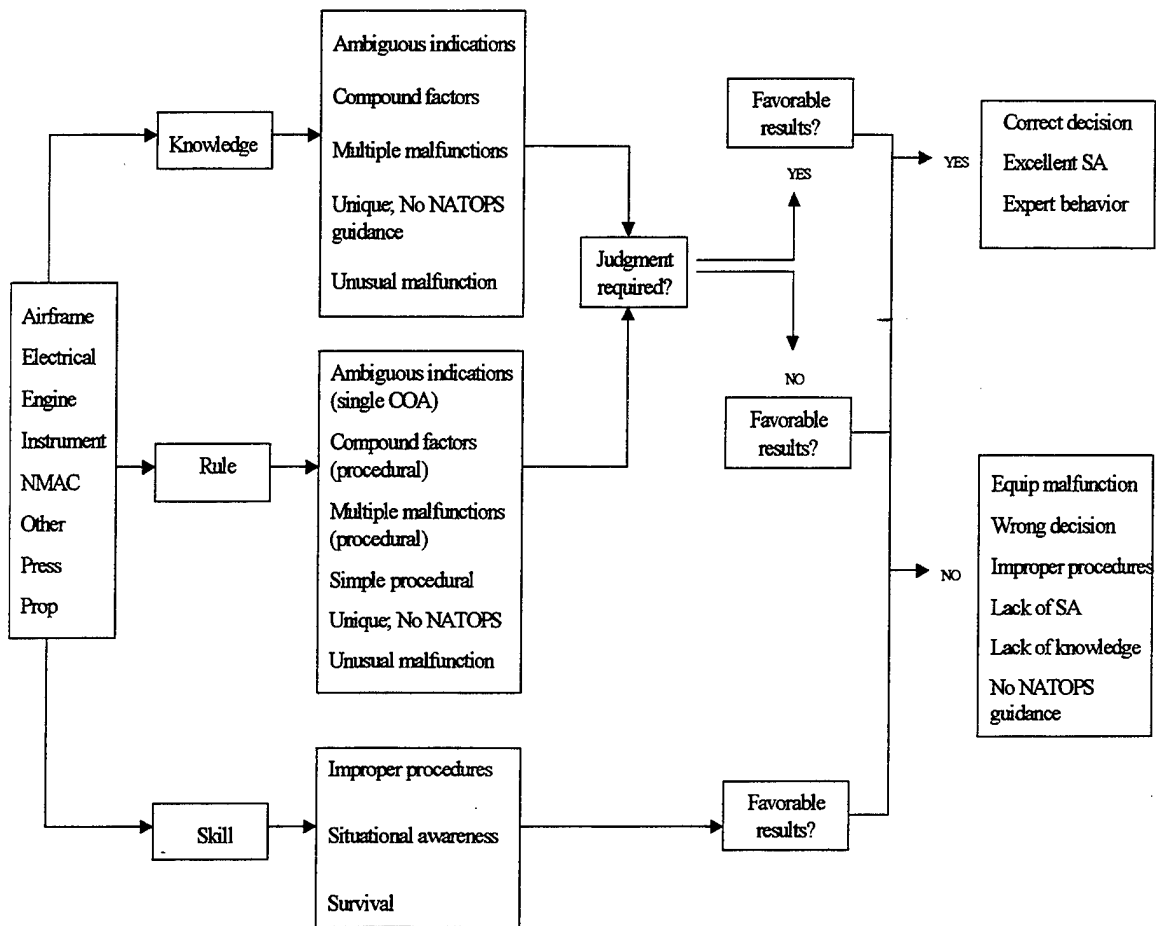 Airframe
Electrical
Engine
Instrument
NMAC
Other
Press
Prop
Knowledge
Rule
Skill
Ambiguous indications
Compound factors
Multiple malfunctions
Unique; No NATOPS
guidance
Unusual malfunction
Ambiguous indications
(single COA)
Compound factors
(procedural)
Multiple malfunctions
(procedural)
Simple procedural
Unique; No NATOPS
Unusual malfunction
Improper procedures
Situational awareness
Survival
Judgment
required?
Favorable
results?
YES
NO
Favorable
results?
Favorable
results?
YES
Correct decision
Excellent SA
Expert behavior
NO
Equip malfunction
Wrong decision
Improper procedures
Lack of SA
Lack of knowledge
No NATOPS
guidance